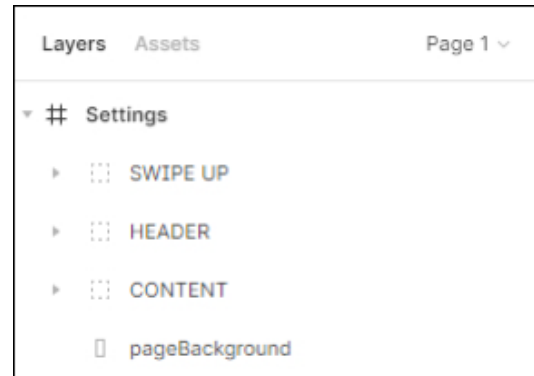 Layers Assets Page 1
Settings
SWIPE UP
HEADER
CONTENT
pageBackground